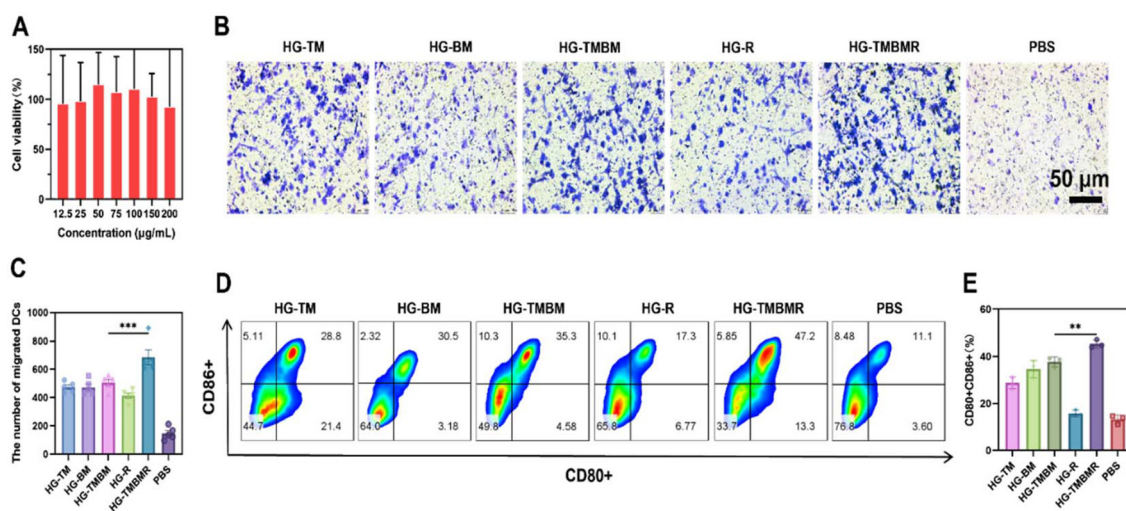 A
Cell viability (%)
150
100
50
0
12.5 25 50 75 100 150 200
Concentration (µg/mL)
B
HG-TM HG-BM HG-TMBM HG-R HG-TMBMR PBS
50 µm
C
The number of migrated DCs
1000
800
600
400
200
0
***
HG-TM HG-BM HG-TMBM HG-R HG-TMBMR PBS
D
HG-TM HG-BM HG-TMBM HG-R HG-TMBMR PBS
CD86+
5.11 28.8 2.32 30.5 10.3 35.3 10.1 17.3 5.85 47.2 8.48 11.1
44.7 21.4 64.0 3.18 49.8 4.58 65.8 6.77 33.7 13.3 76.8 3.60
CD80+
E
CD80+CD86+(%)
60
40
20
0
**
HG-TM HG-BM HG-TMBM HG-R HG-TMBMR PBS